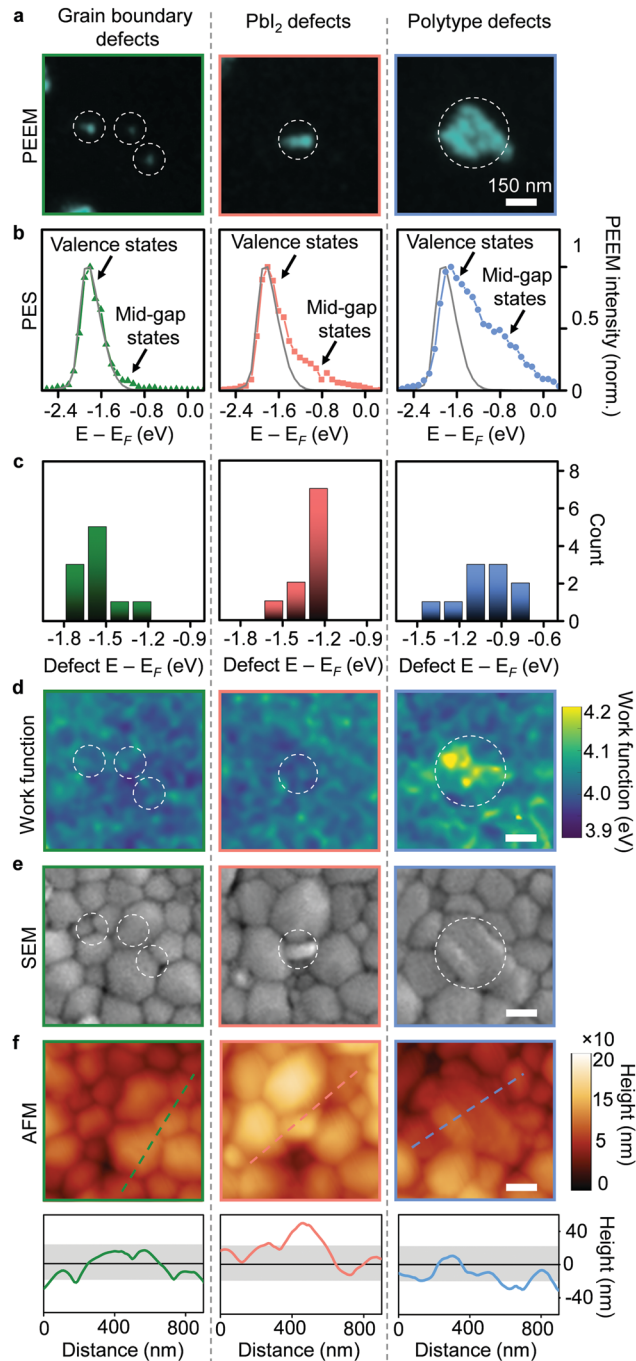 a
Grain boundary
defects
PbI₂ defects
Polytype defects
PEEM
150 nm
b
Valence states
Valence states
Valence states
Mid-gap
states
Mid-gap
states
Mid-gap
states
PES
1
0.5
0
PEEM intensity (norm.)
-2.4 -1.6 -0.8 0.0
-2.4 -1.6 -0.8 0.0
-2.4 -1.6 -0.8 0.0
E – E_F (eV)
E – E_F (eV)
E – E_F (eV)
c
8
6
4
2
0
Count
-1.8 -1.5 -1.2 -0.9
-1.8 -1.5 -1.2 -0.9
-1.5 -1.2 -0.9 -0.6
Defect E – E_F (eV)
Defect E – E_F (eV)
Defect E – E_F (eV)
d
Work function
4.2
4.1
4.0
3.9
Work function
(eV)
e
SEM
f
AFM
×10
20
15
10
5
0
Height (nm)
40
0
-40
Height
(nm)
0 400 800
0 400 800
0 400 800
Distance (nm)
Distance (nm)
Distance (nm)